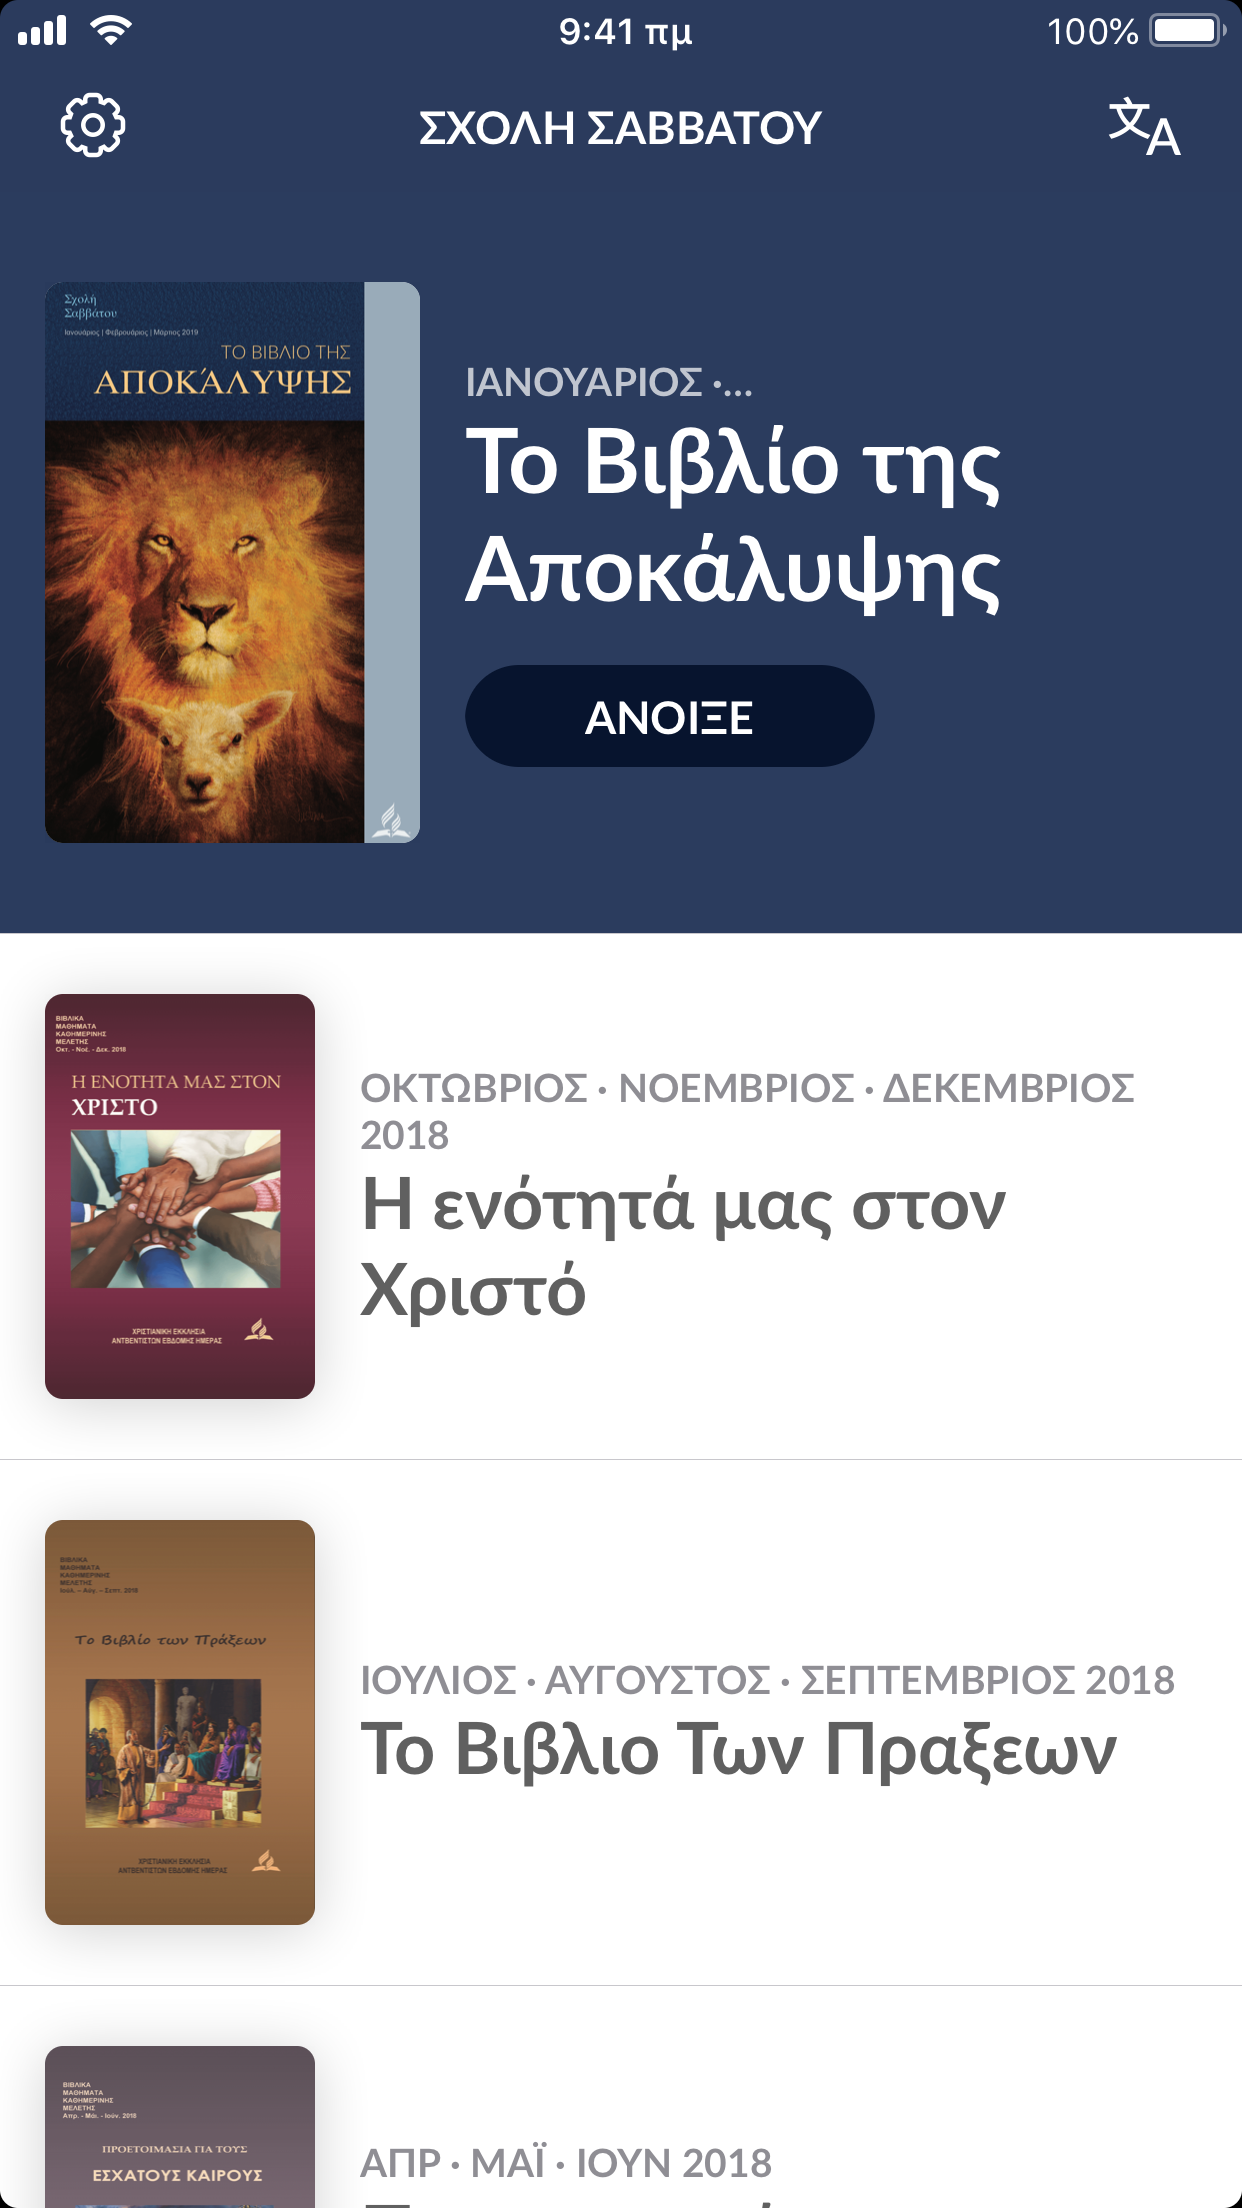 9:41 πμ
100%
ΣΧΟΛΗ ΣΑΒΒΑΤΟΥ
文A
Σχολή
Σαββάτου
Ιανουάριος | Φεβρουάριος | Μάρτιος 2019
ΤΟ ΒΙΒΛΙΟ ΤΗΣ
ΑΠΟΚΆΛΥΨΗΣ
ΙΑΝΟΥΑΡΙΟΣ ·...
Το Βιβλίο της
Αποκάλυψης
ΑΝΟΙΞΕ
ΒΙΒΛΙΚΑ
ΜΑΘΗΜΑΤΑ
ΚΑΘΗΜΕΡΙΝΗΣ
ΜΕΛΕΤΗΣ
Οκτ. - Νοέ. - Δεκ. 2018
Η ΕΝΟΤΗΤΑ ΜΑΣ ΣΤΟΝ
ΧΡΙΣΤΟ
ΧΡΙΣΤΙΑΝΙΚΗ ΕΚΚΛΗΣΙΑ
ΑΝΤΒΕΝΤΙΣΤΩΝ ΕΒΔΟΜΗΣ ΗΜΕΡΑΣ
ΟΚΤΩΒΡΙΟΣ · ΝΟΕΜΒΡΙΟΣ · ΔΕΚΕΜΒΡΙΟΣ
2018
Η ενότητά μας στον
Χριστό
ΒΙΒΛΙΚΑ
ΜΑΘΗΜΑΤΑ
ΚΑΘΗΜΕΡΙΝΗΣ
ΜΕΛΕΤΗΣ
Ιούλ. – Αύγ. – Σεπτ. 2018
Το Βιβλίο των Πράξεων
ΧΡΙΣΤΙΑΝΙΚΗ ΕΚΚΛΗΣΙΑ
ΑΝΤΒΕΝΤΙΣΤΩΝ ΕΒΔΟΜΗΣ ΗΜΕΡΑΣ
ΙΟΥΛΙΟΣ · ΑΥΓΟΥΣΤΟΣ · ΣΕΠΤΕΜΒΡΙΟΣ 2018
Το Βιβλιο Των Πραξεων
ΒΙΒΛΙΚΑ
ΜΑΘΗΜΑΤΑ
ΚΑΘΗΜΕΡΙΝΗΣ
ΜΕΛΕΤΗΣ
Απρ. - Μάι. - Ιούν. 2018
ΠΡΟΕΤΟΙΜΑΣΙΑ ΓΙΑ ΤΟΥΣ
ΕΣΧΑΤΟΥΣ ΚΑΙΡΟΥΣ
ΑΠΡ · ΜΑΪ · ΙΟΥΝ 2018